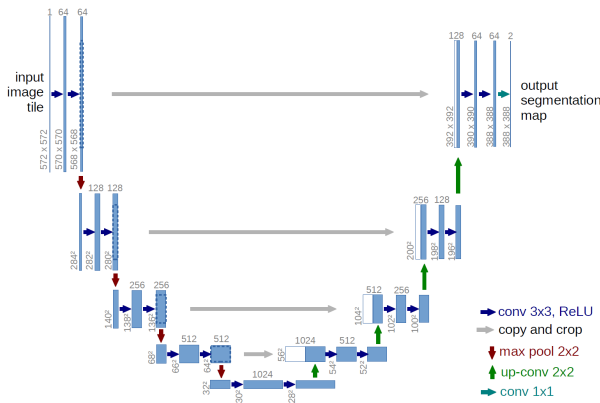 1 64 64
input
image
tile
572 x 572
570 x 570
568 x 568
128 64 64 2
output
segmentation
map
392 x 392
390 x 390
388 x 388
388 x 388
128 128
284²
282²
280²
256 128
200²
198²
196²
256 256
140²
138²
136²
512 256
104²
102²
100²
512 512
68²
66²
64²
1024 512
56²
54²
52²
1024
32²
30²
28²
conv 3x3, ReLU
copy and crop
max pool 2x2
up-conv 2x2
conv 1x1